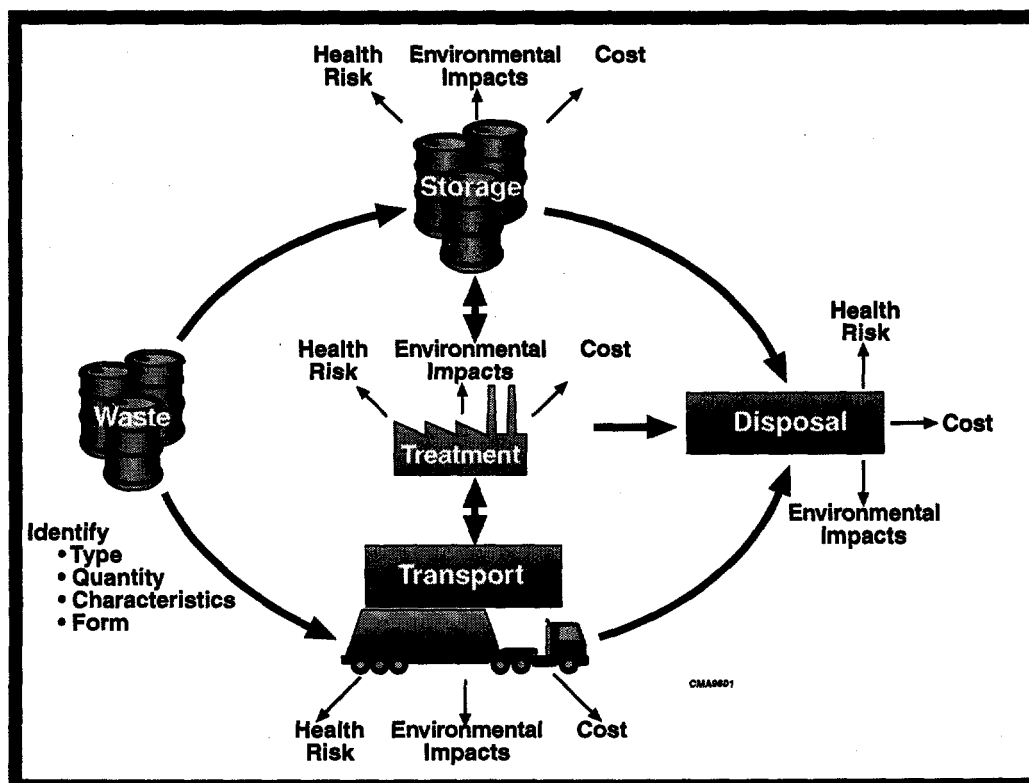 Health
Risk
Environmental
Impacts
Cost
Storage
Health
Risk
Environmental
Impacts
Cost
Health
Risk
Waste
Treatment
Disposal
Cost
Environmental
Impacts
Identify
• Type
• Quantity
• Characteristics
• Form
Transport
CMA9601
Health
Risk
Environmental
Impacts
Cost